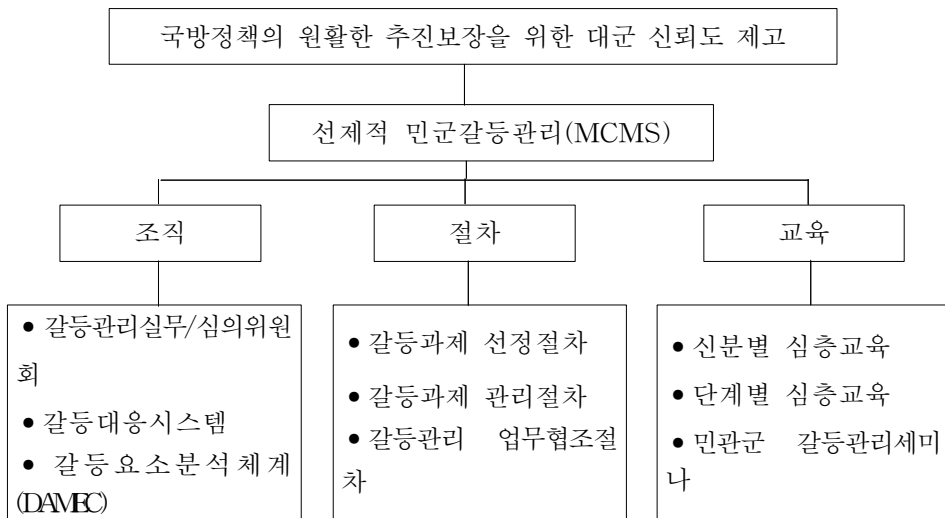 국방정책의 원활한 추진보장을 위한 대군 신뢰도 제고
선제적 민군갈등관리(MCMS)
조직
절차
교육
• 갈등관리실무/심의위원
회
• 갈등대응시스템
• 갈등요소분석체계
(DAMEC)
• 갈등과제 선정절차
• 갈등과제 관리절차
• 갈등관리 업무협조절
차
• 신분별 심층교육
• 단계별 심층교육
• 민관군 갈등관리세미
나